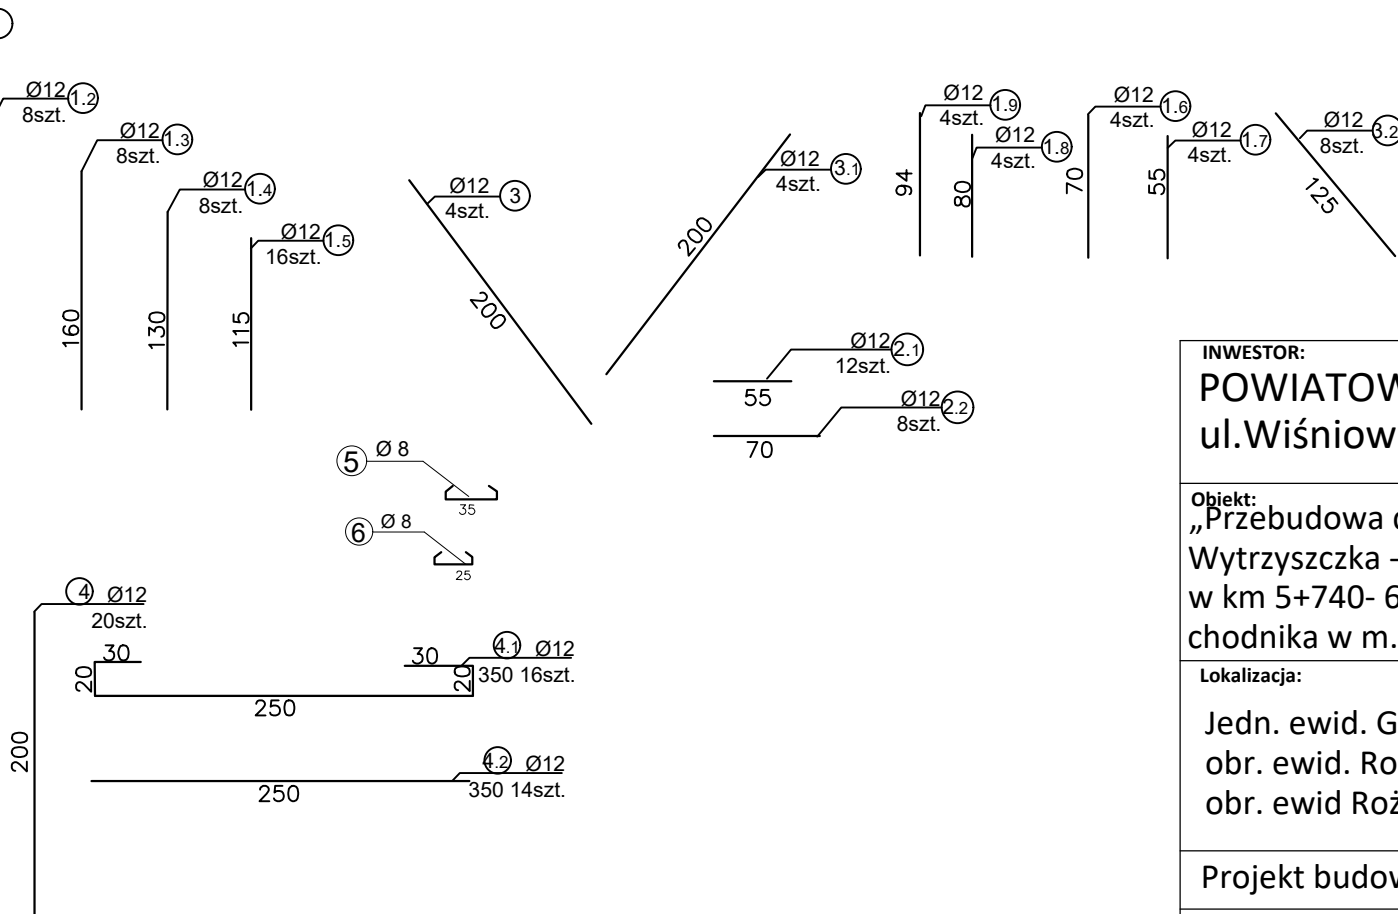 Ø12 1.2
8szt.
Ø12 1.3
8szt.
160
Ø12 1.4
8szt.
130
Ø12 1.5
16szt.
115
Ø12 3
4szt.
200
Ø12 3.1
4szt.
200
Ø12 1.9
4szt.
94
Ø12 1.8
4szt.
80
Ø12 1.6
4szt.
70
Ø12 1.7
4szt.
55
Ø12 3.2
8szt.
125
Ø12 2.1
12szt.
55
Ø12 2.2
8szt.
70
5 Ø 8
35
6 Ø 8
25
4 Ø12
20szt.
200
30
20
250
30
20
4.1 Ø12
350 16szt.
4.2 Ø12
350 14szt.
250
INWESTOR:
POWIATOW
ul.Wiśniow
Obiekt:
„Przebudowa
Wytrzyszczka -
w km 5+740- 6
chodnika w m.
Lokalizacja:
Jedn. ewid. G
obr. ewid. Ro
obr. ewid Roż
Projekt budow